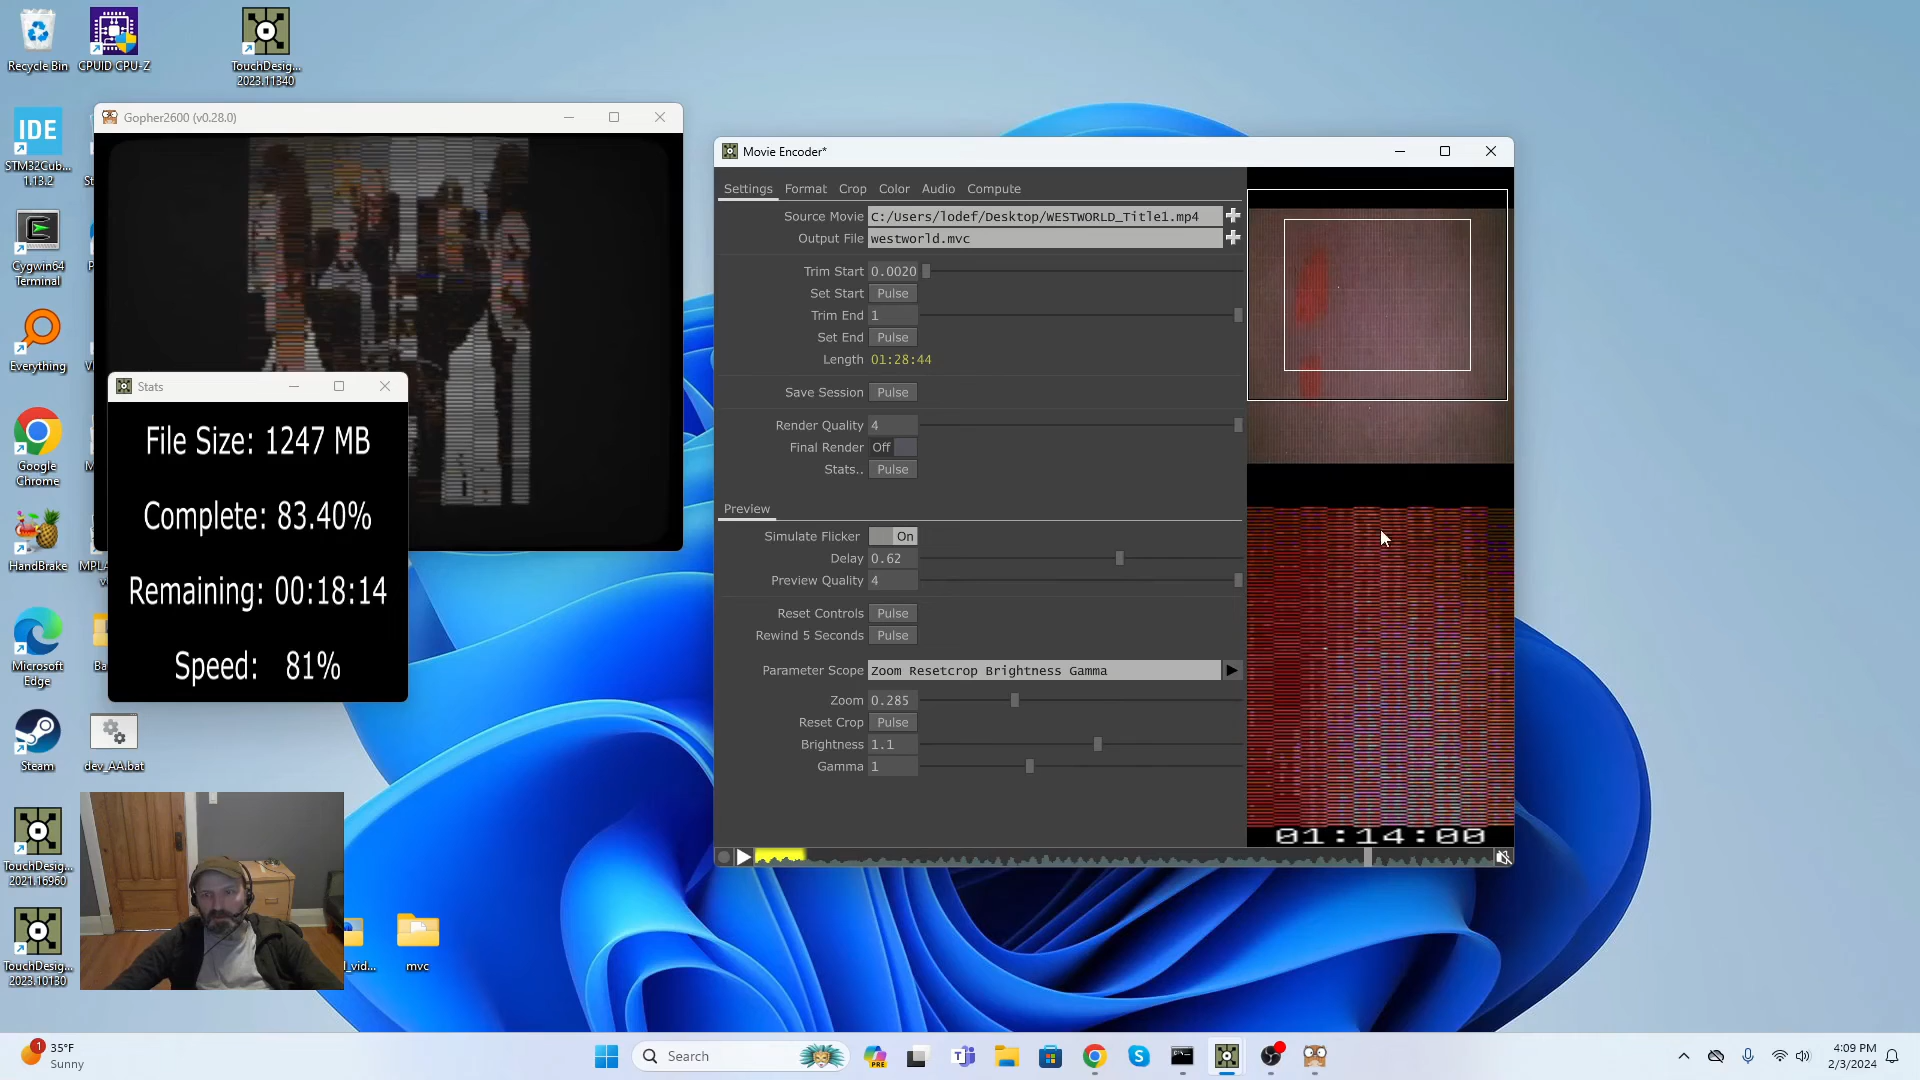 Recycle Bin
CPUID CPU-Z
TouchDesig...
2023.11340
IDE
STM32Cub...
1.13.2
Cygwin64
Terminal
Everything
Google
Chrome
HandBrake
Microsoft
Edge
Steam
dev_AA.bat
TouchDesig...
2021.16960
TouchDesig...
2023.10130
l_vid...
mvc
Gopher2600 (v0.28.0)
Stats
File Size: 1247 MB
Complete: 83.40%
Remaining: 00:18:14
Speed: 81%
Movie Encoder*
Settings Format Crop Color Audio Compute
Source Movie C:/Users/lodef/Desktop/WESTWORLD_Title1.mp4
Output File westworld.mvc
Trim Start 0.0020
Set Start Pulse
Trim End 1
Set End Pulse
Length 01:28:44
Save Session Pulse
Render Quality 4
Final Render Off
Stats.. Pulse
Preview
Simulate Flicker On
Delay 0.62
Preview Quality 4
Reset Controls Pulse
Rewind 5 Seconds Pulse
Parameter Scope Zoom Resetcrop Brightness Gamma
Zoom 0.285
Reset Crop Pulse
Brightness 1.1
Gamma 1
01:14:00
1
35°F
Sunny
Search
PRE
4:09 PM
2/3/2024